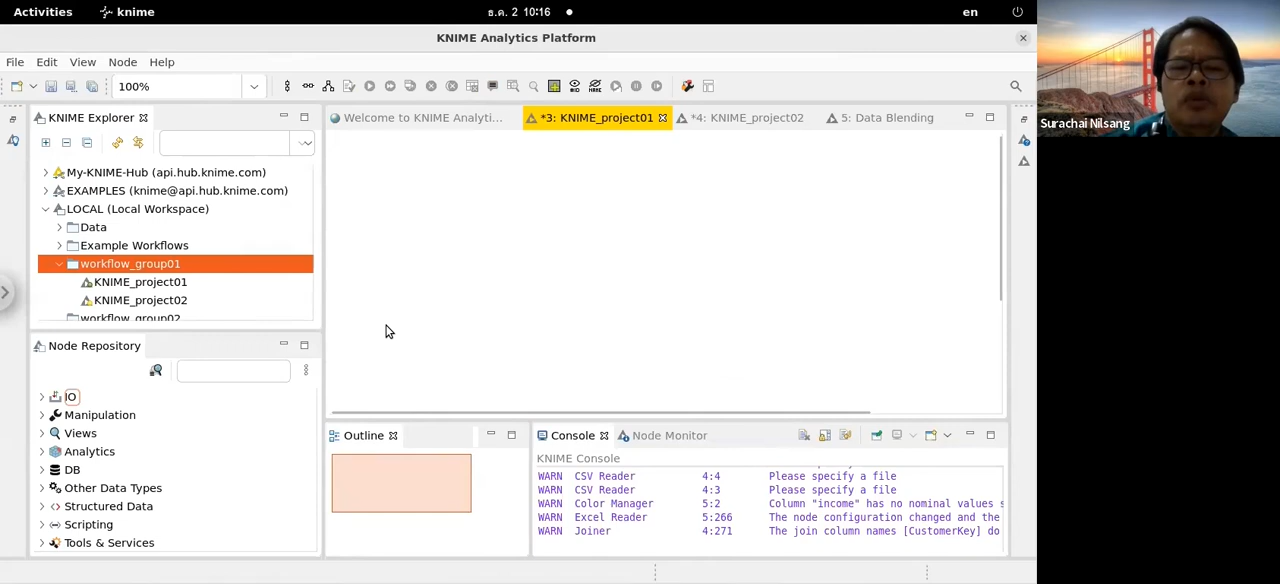 Activities knime ธ.ค. 2 10:16 en
KNIME Analytics Platform
Surachai Nilsang
File Edit View Node Help
100%
KNIME Explorer
Welcome to KNIME Analyti...
*3: KNIME_project01
*4: KNIME_project02
5: Data Blending
My-KNIME-Hub (api.hub.knime.com)
EXAMPLES (knime@api.hub.knime.com)
LOCAL (Local Workspace)
Data
Example Workflows
workflow_group01
KNIME_project01
KNIME_project02
workflow_group02
Node Repository
IO
Manipulation
Views
Analytics
DB
Other Data Types
Structured Data
Scripting
Tools & Services
Outline
Console Node Monitor
KNIME Console
WARN CSV Reader 4:4 Please specify a file
WARN CSV Reader 4:3 Please specify a file
WARN Color Manager 5:2 Column "income" has no nominal values s
WARN Excel Reader 5:266 The node configuration changed and the
WARN Joiner 4:271 The join column names [CustomerKey] do